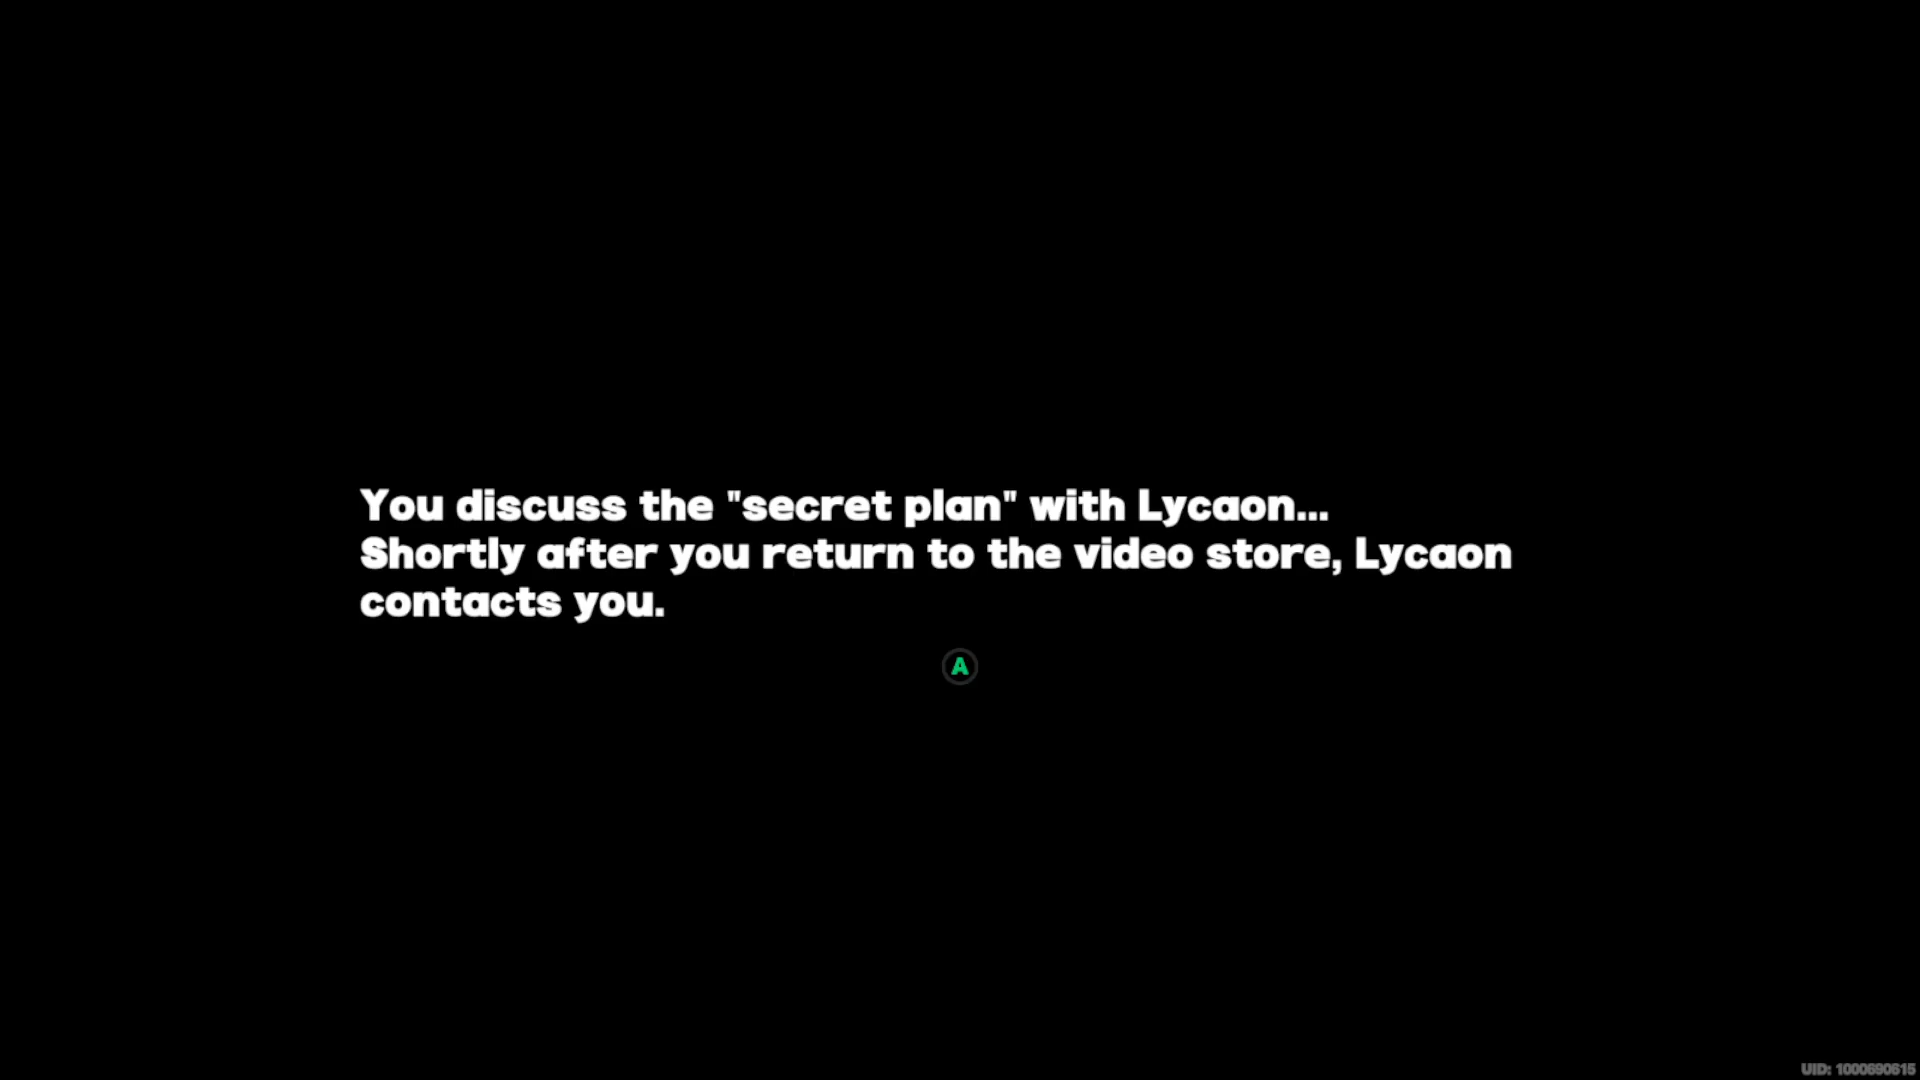 You discuss the "secret plan" with Lycaon...
Shortly after you return to the video store, Lycaon
contacts you.
A
UID: 1000690615